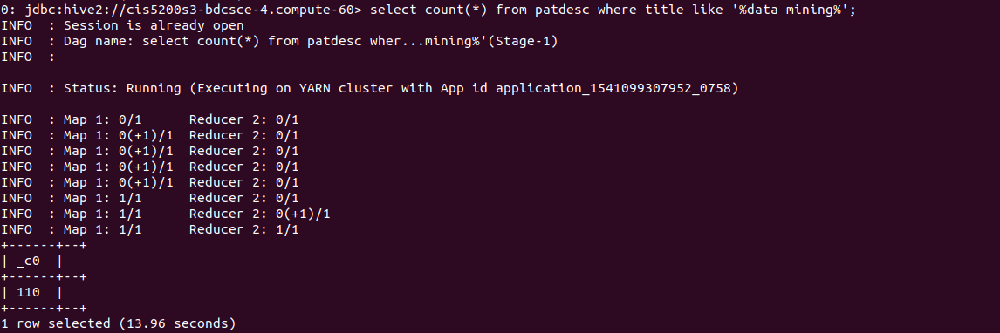 0: jdbc:hive2://cis5200s3-bdcsce-4.compute-60> select count(*) from patdesc where title like '%data mining%';
INFO  : Session is already open
INFO  : Dag name: select count(*) from patdesc wher...mining%'(Stage-1)
INFO  :
INFO  : Status: Running (Executing on YARN cluster with App id application_1541099307952_0758)
INFO  : Map 1: 0/1      Reducer 2: 0/1
INFO  : Map 1: 0(+1)/1  Reducer 2: 0/1
INFO  : Map 1: 0(+1)/1  Reducer 2: 0/1
INFO  : Map 1: 0(+1)/1  Reducer 2: 0/1
INFO  : Map 1: 0(+1)/1  Reducer 2: 0/1
INFO  : Map 1: 1/1      Reducer 2: 0/1
INFO  : Map 1: 1/1      Reducer 2: 0(+1)/1
INFO  : Map 1: 1/1      Reducer 2: 1/1
+------+--+
| _c0  |
+------+--+
| 110  |
+------+--+
1 row selected (13.96 seconds)